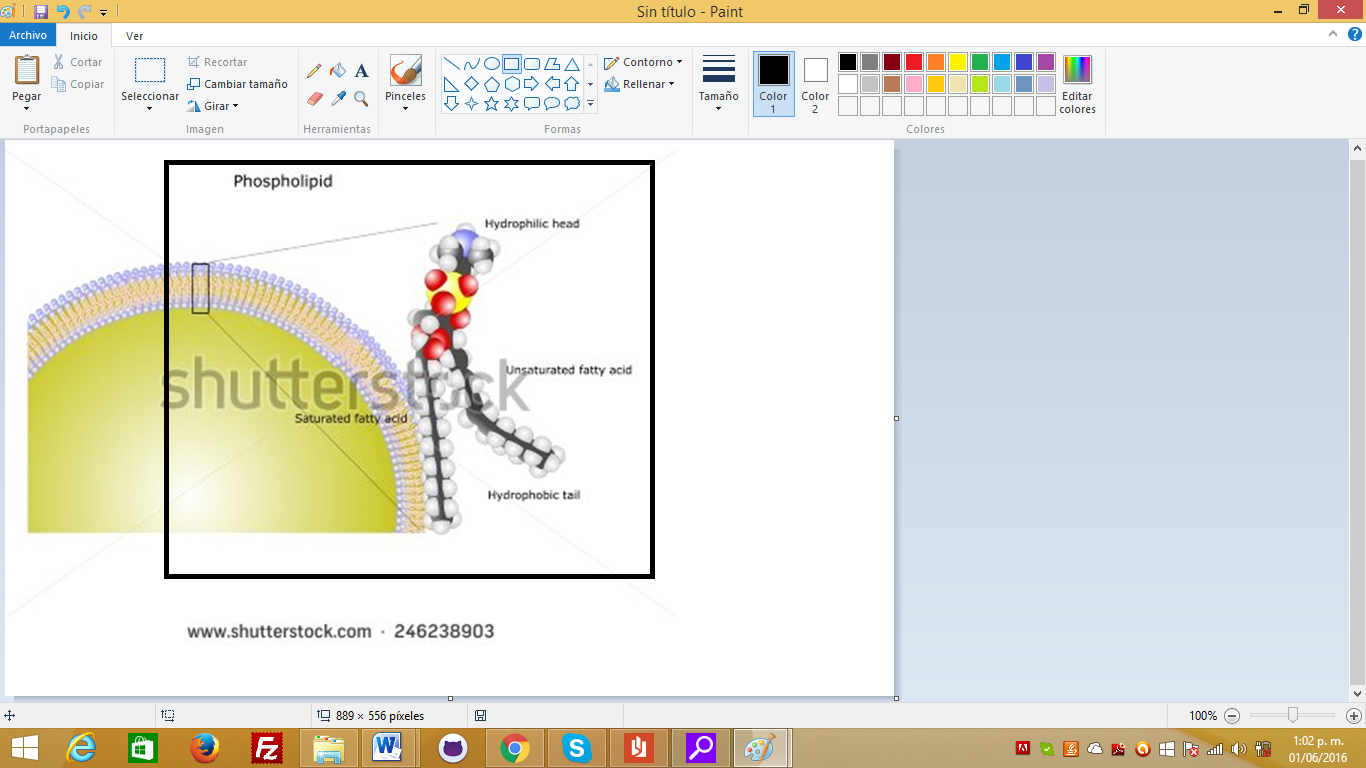 Sin título - Paint
Archivo Inicio Ver
Pegar
Cortar
Copiar
Portapapeles
Seleccionar
Recortar
Cambiar tamaño
Girar
Imagen
A
Herramientas
Pinceles
Contorno
Rellenar
Formas
Tamaño
Color 1
Color 2
Editar colores
Colores
Phospholipid
Hydrophilic head
Unsaturated fatty acid
shutterstock
Saturated fatty acid
Hydrophobic tail
www.shutterstock.com · 246238903
889 × 556 píxeles
100%
1:02 p. m.
01/06/2016